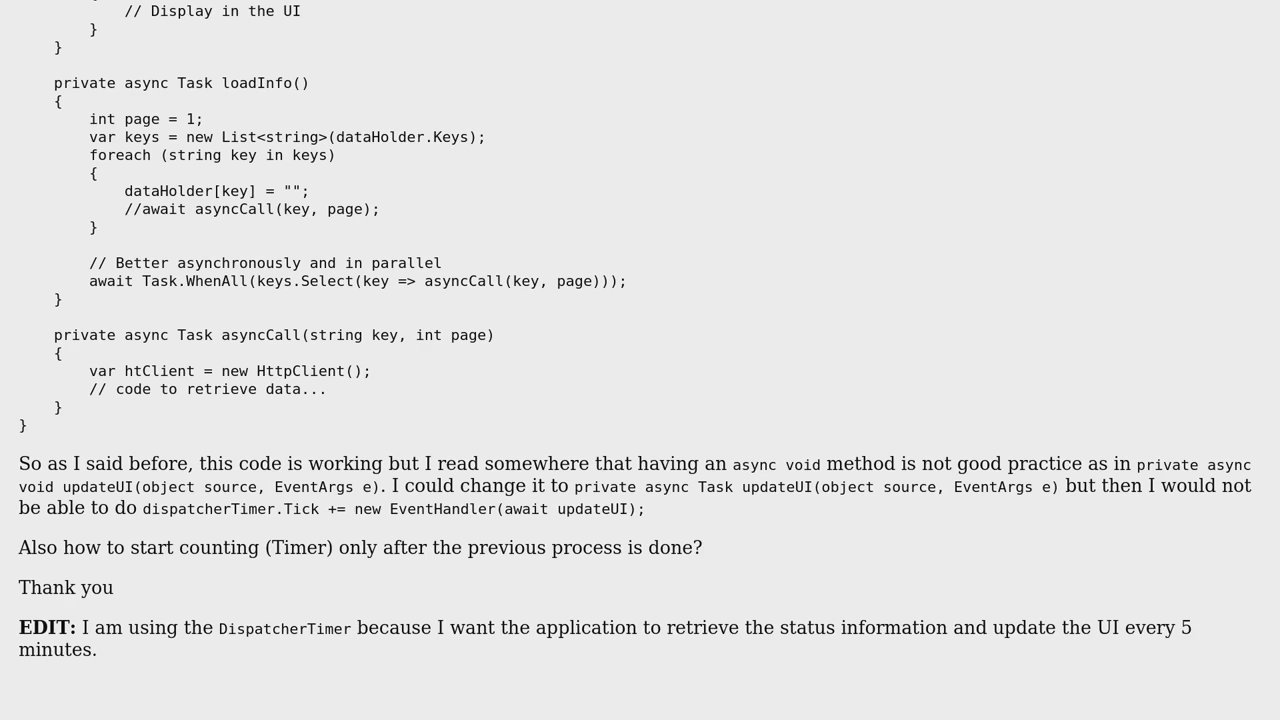 // Display in the UI
}
}
private async Task loadInfo()
{
int page = 1;
var keys = new List<string>(dataHolder.Keys);
foreach (string key in keys)
{
dataHolder[key] = "";
//await asyncCall(key, page);
}
// Better asynchronously and in parallel
await Task.WhenAll(keys.Select(key => asyncCall(key, page)));
}
private async Task asyncCall(string key, int page)
{
var htClient = new HttpClient();
// code to retrieve data...
}
}
So as I said before, this code is working but I read somewhere that having an async void method is not good practice as in private async
void updateUI(object source, EventArgs e). I could change it to private async Task updateUI(object source, EventArgs e) but then I would not
be able to do dispatcherTimer.Tick += new EventHandler(await updateUI);
Also how to start counting (Timer) only after the previous process is done?
Thank you
EDIT: I am using the DispatcherTimer because I want the application to retrieve the status information and update the UI every 5
minutes.